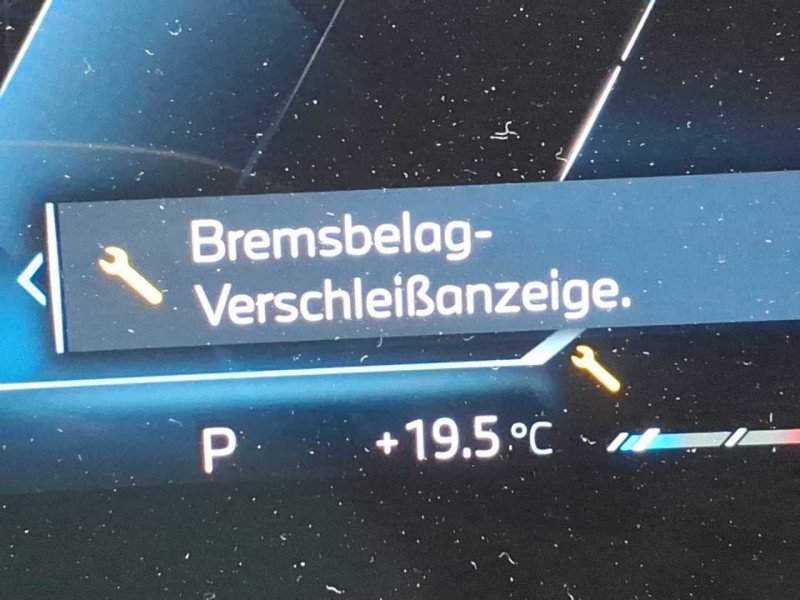 Bremsbelag-
Verschleißanzeige.
P +19.5 °C